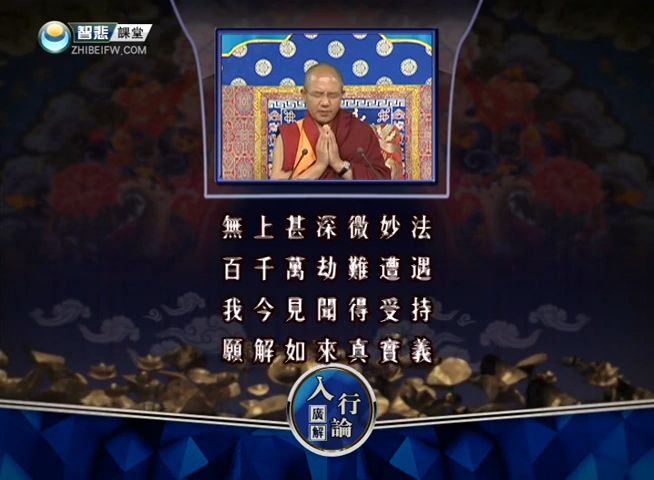 智悲課堂
ZHIBEIFW.COM
無上甚深微妙法
百千萬劫難遭遇
我今見聞得受持
願解如來真實義
入行論
廣解